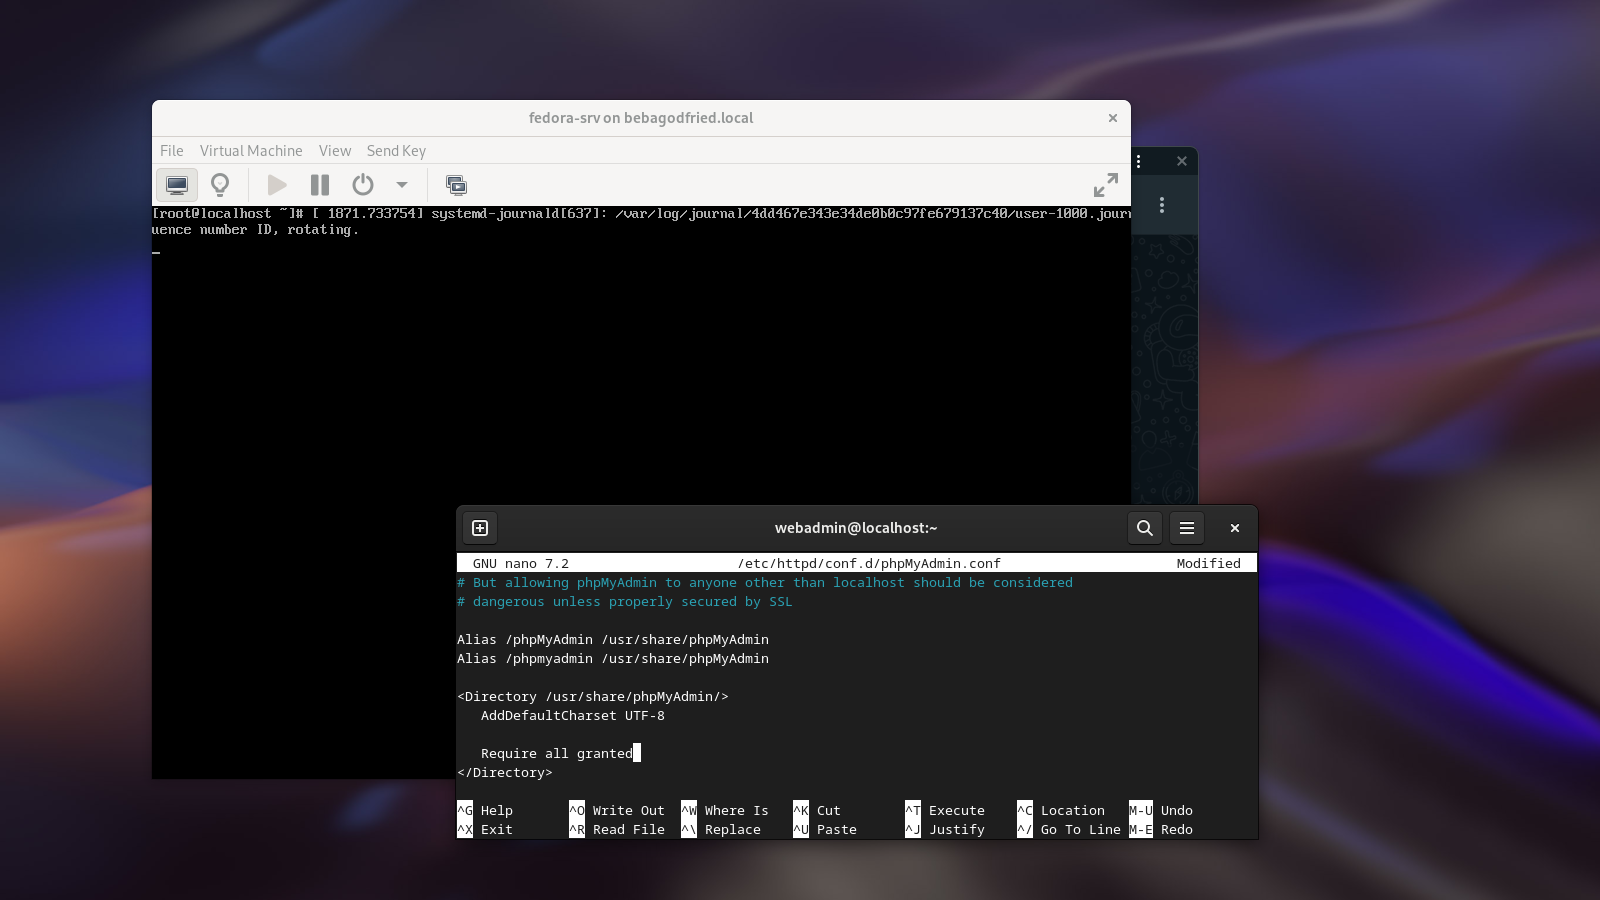 fedora-srv on bebagodfried.local
File Virtual Machine View Send Key
[root@localhost ~]# [ 1871.733754] systemd-journald[637]: /var/log/journal/4dd467e343e34de0b0c97fe679137c40/user-1000.journ
uence number ID, rotating.
webadmin@localhost:~
GNU nano 7.2 /etc/httpd/conf.d/phpMyAdmin.conf Modified
# But allowing phpMyAdmin to anyone other than localhost should be considered
# dangerous unless properly secured by SSL
Alias /phpMyAdmin /usr/share/phpMyAdmin
Alias /phpmyadmin /usr/share/phpMyAdmin
<Directory /usr/share/phpMyAdmin/>
AddDefaultCharset UTF-8
Require all granted
</Directory>
^G Help ^O Write Out ^W Where Is ^K Cut ^T Execute ^C Location M-U Undo
^X Exit ^R Read File ^\ Replace ^U Paste ^J Justify ^/ Go To Line M-E Redo